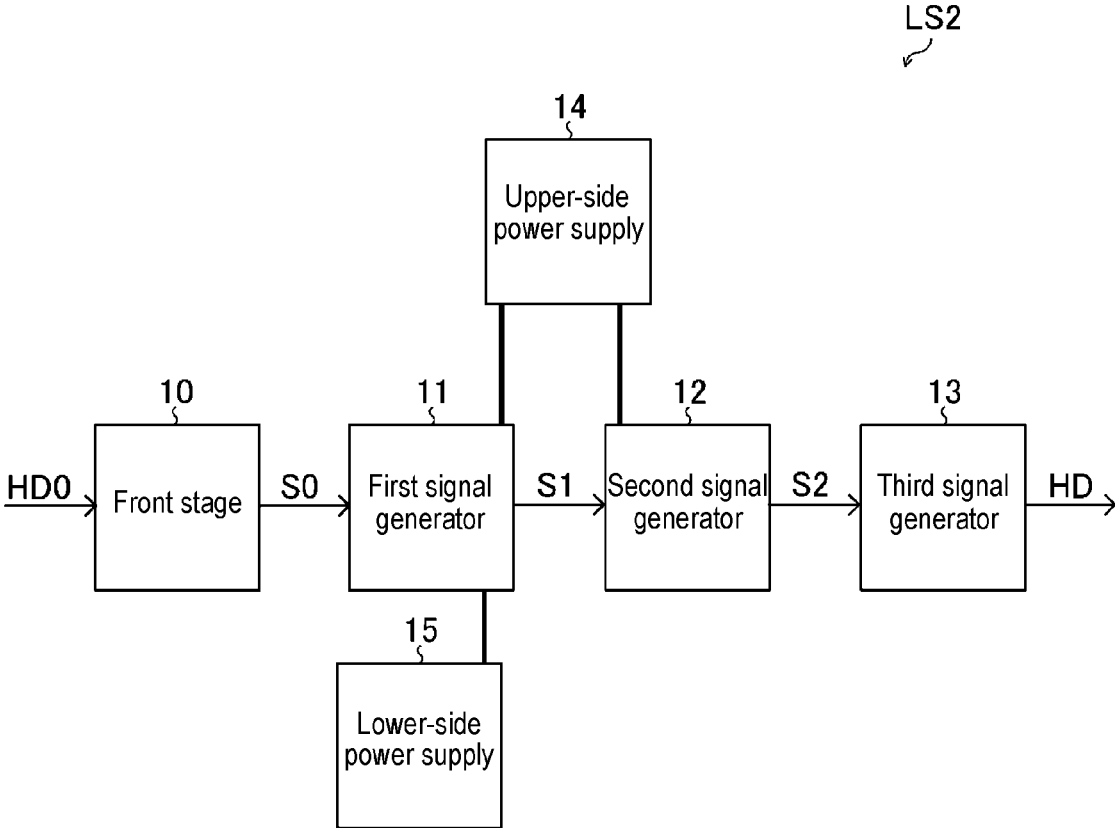 LS2
14
Upper-side
power supply
10
11
12
13
HD0
Front stage
S0
First signal
generator
S1
Second signal
generator
S2
Third signal
generator
HD
15
Lower-side
power supply